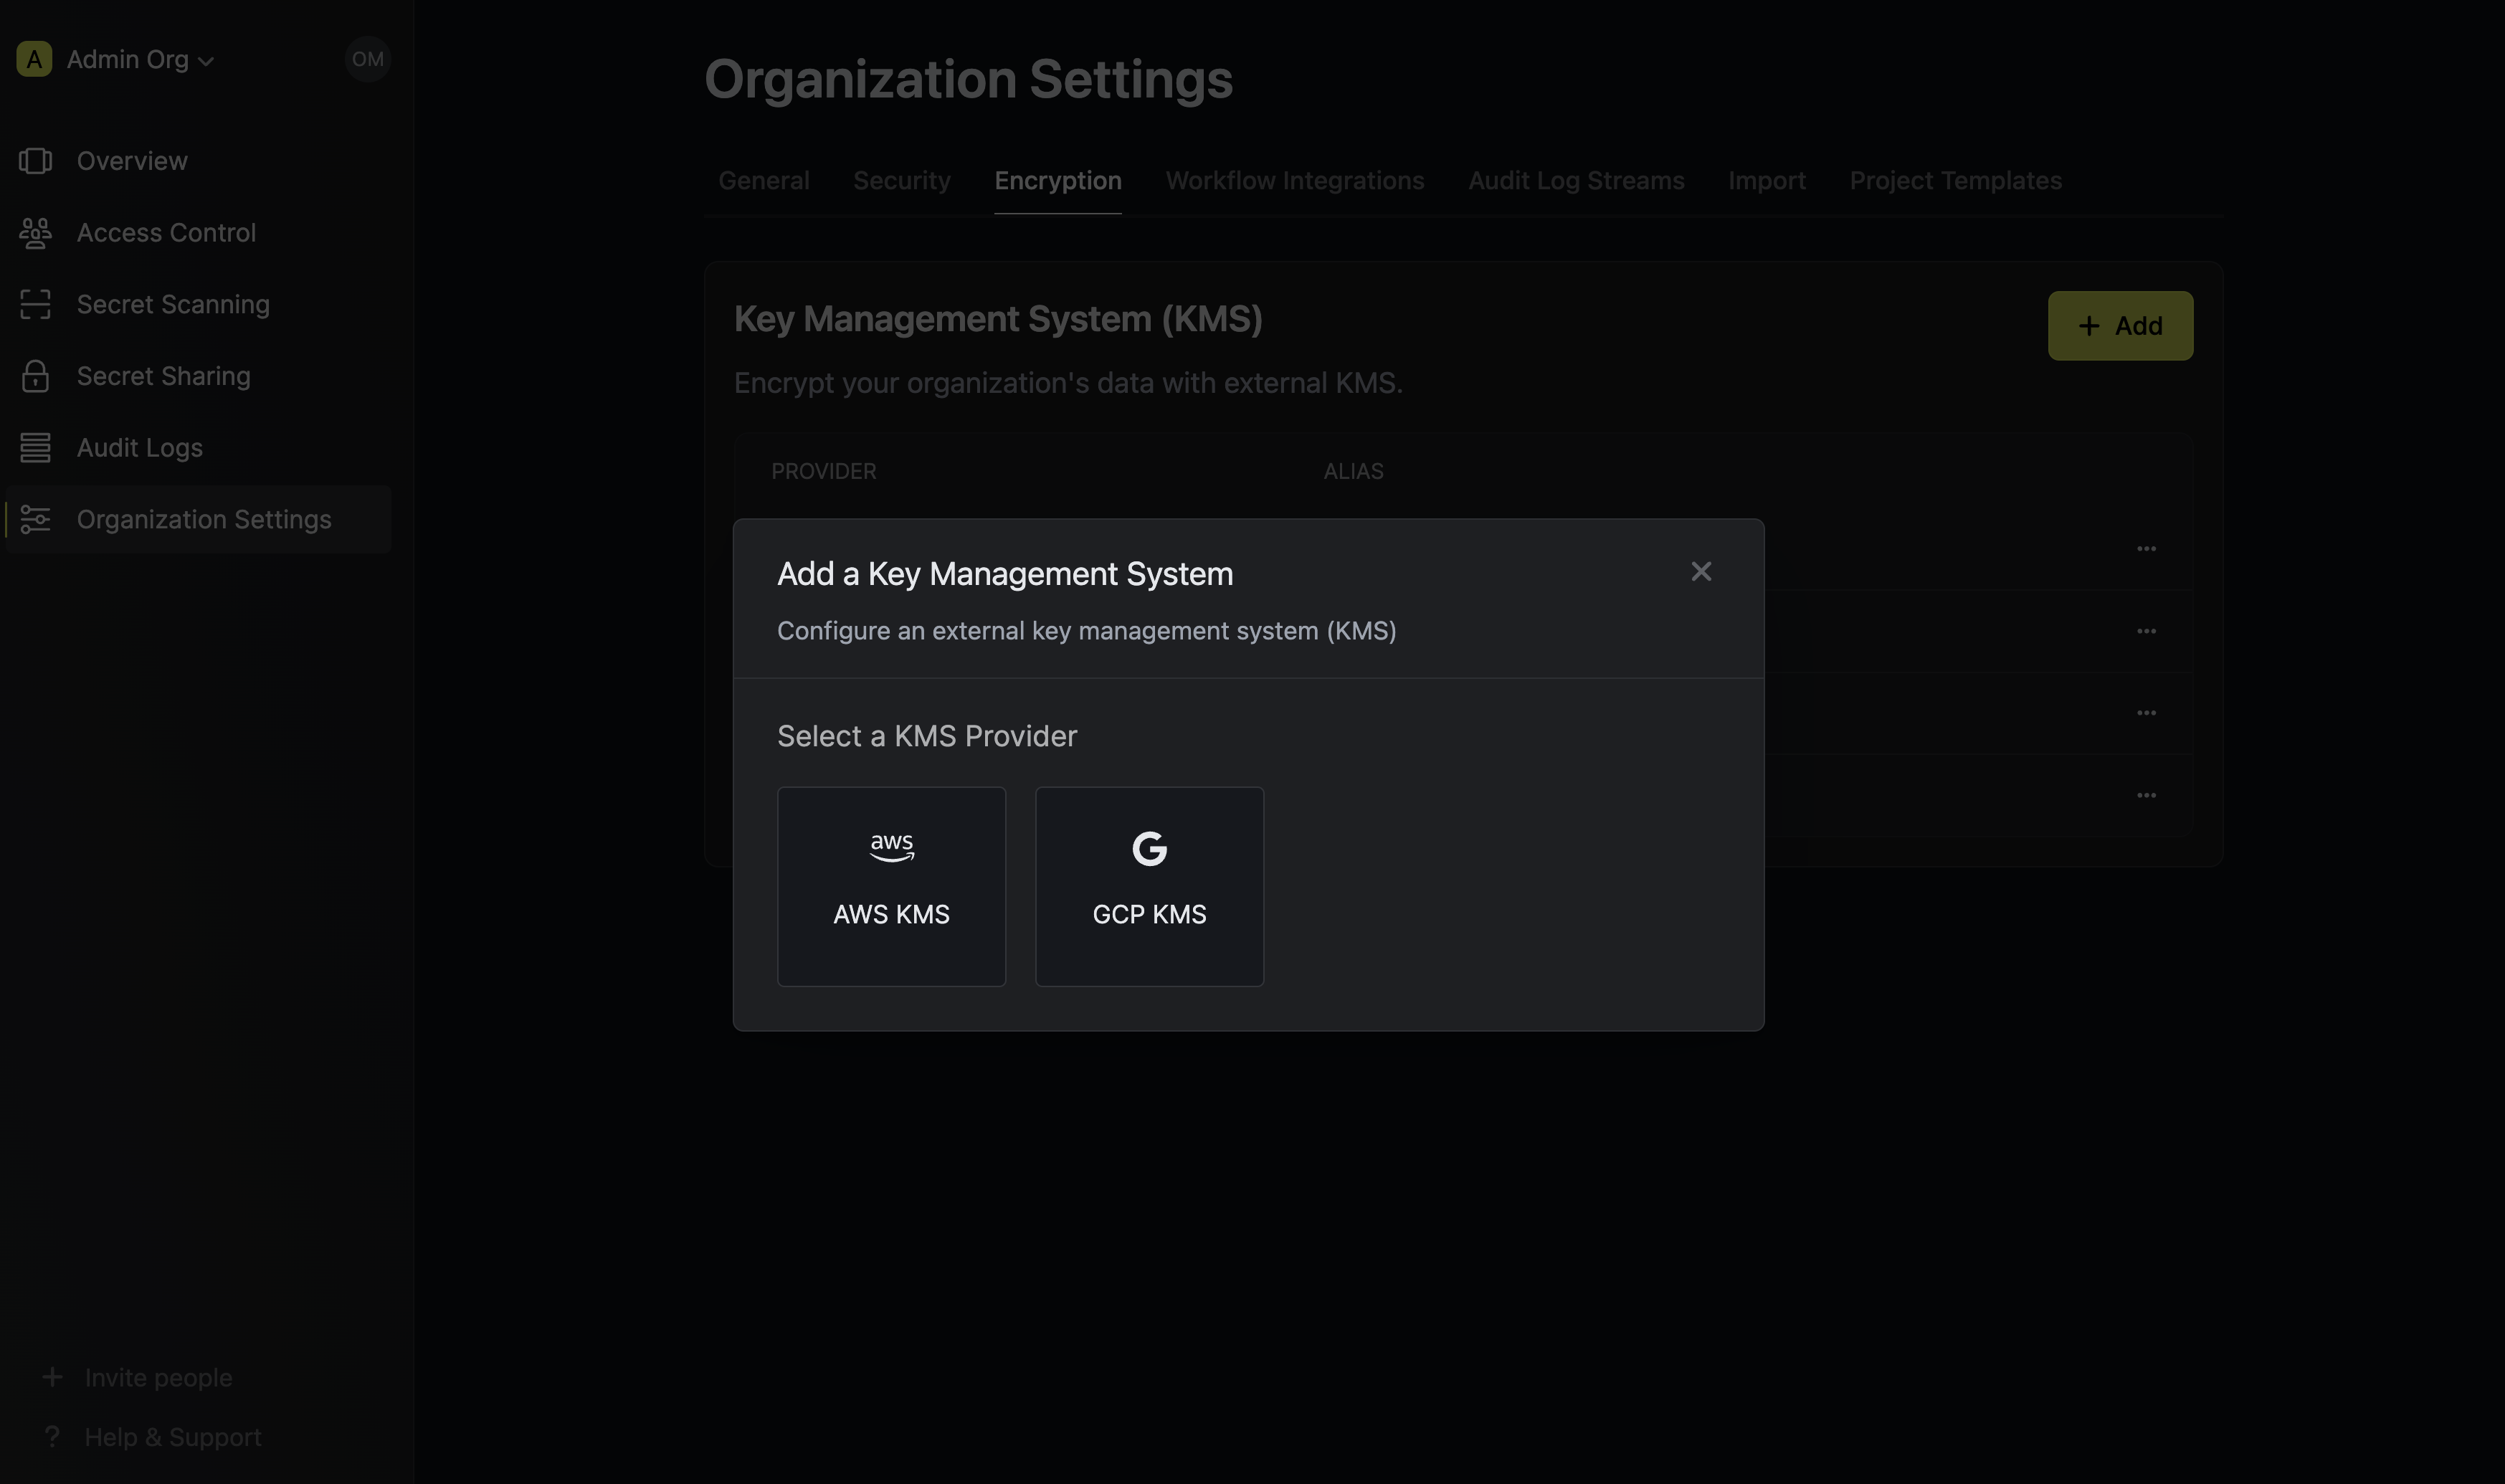 A Admin Org
OM
Overview
Access Control
Secret Scanning
Secret Sharing
Audit Logs
Organization Settings
Invite people
? Help & Support
Organization Settings
General Security Encryption Workflow Integrations Audit Log Streams Import Project Templates
Key Management System (KMS)
+ Add
Encrypt your organization's data with external KMS.
PROVIDER ALIAS
Add a Key Management System
Configure an external key management system (KMS)
Select a KMS Provider
aws
AWS KMS
G
GCP KMS